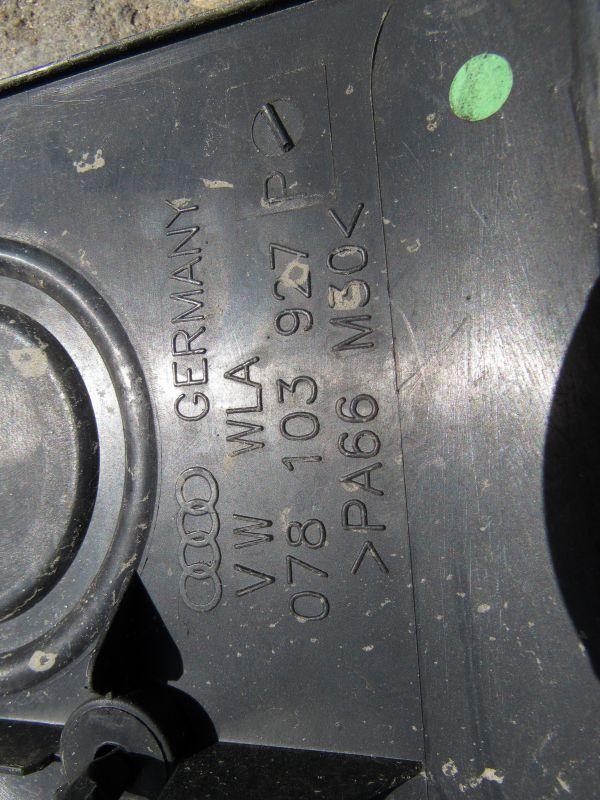 GERMANY
VW WLA
078 103 927 P
>PA66 M30<